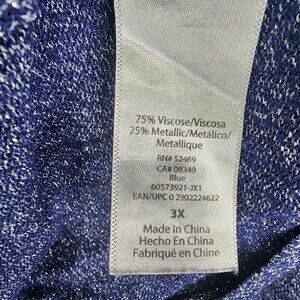 75% Viscose/Viscosa
25% Metallic/Metálico/
Metallique
RN# 52469
CA# 08349
Blue
60573921-JX1
EAN/UPC 0 2902224622
3X
Made In China
Hecho En China
Fabriqué en Chine